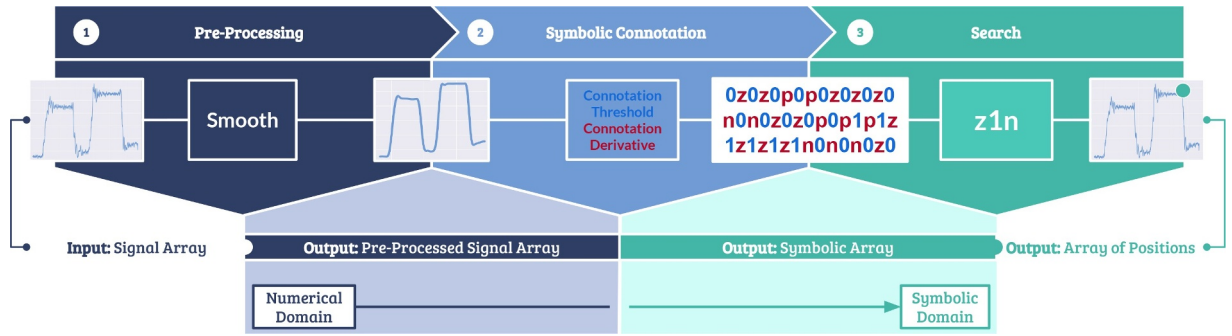 1 Pre-Processing
2 Symbolic Connotation
3 Search
Smooth
Connotation
Threshold
Connotation
Derivative
0z0z0p0p0z0z0z0
n0n0z0z0p0p1p1z
1z1z1z1n0n0n0z0
z1n
Input: Signal Array
Output: Pre-Processed Signal Array
Output: Symbolic Array
Output: Array of Positions
Numerical
Domain
Symbolic
Domain